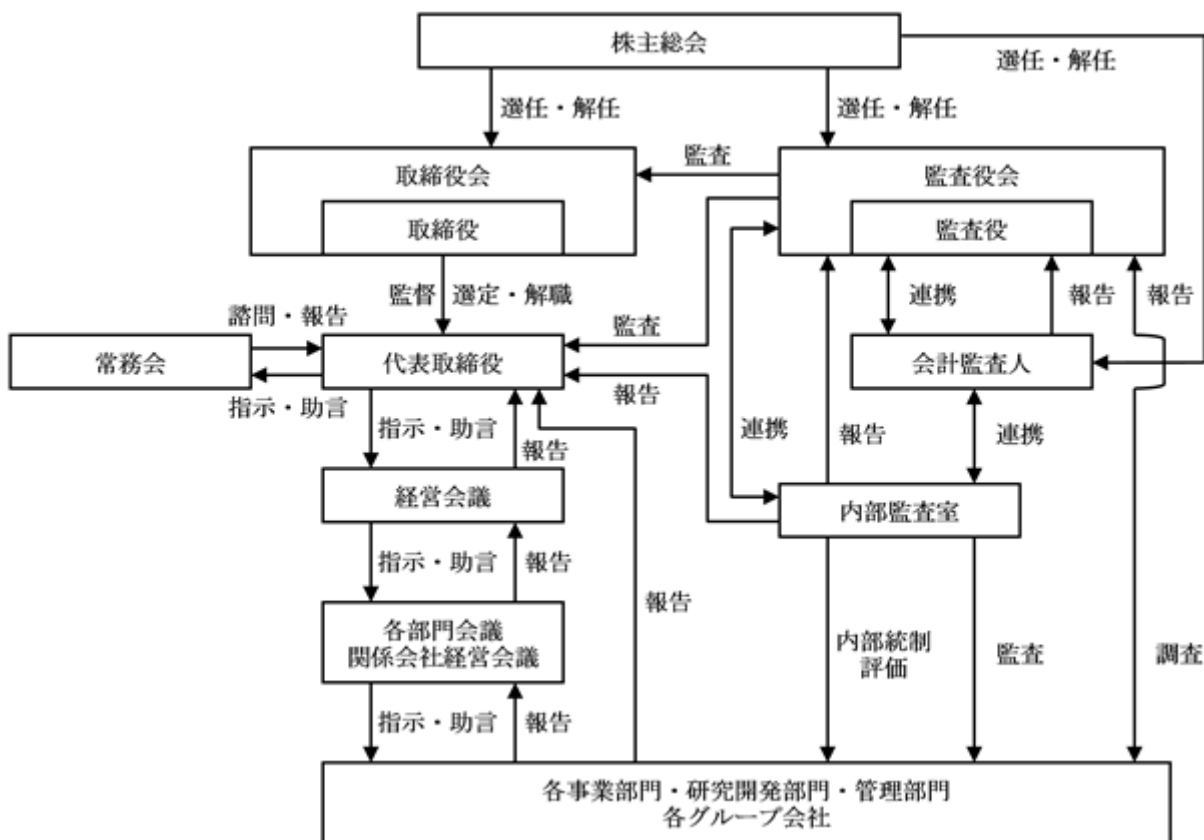 株主総会
選任・解任
選任・解任
選任・解任
取締役会
監査
監査役会
取締役
監査役
監督
選定・解職
連携
報告
報告
諮問・報告
監査
常務会
代表取締役
会計監査人
指示・助言
報告
指示・助言
報告
連携
報告
連携
経営会議
内部監査室
指示・助言
報告
報告
各部門会議
関係会社経営会議
内部統制
評価
監査
調査
指示・助言
報告
各事業部門・研究開発部門・管理部門
各グループ会社